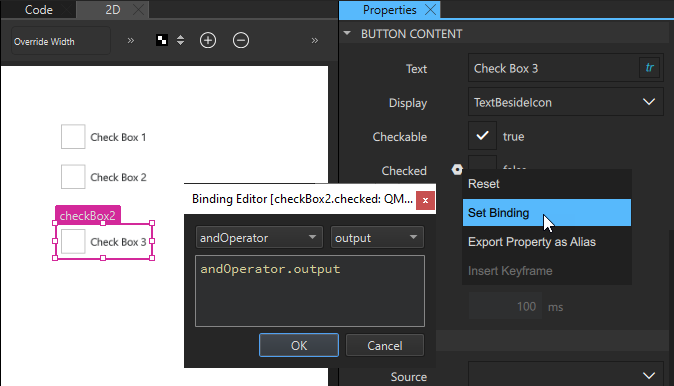 Code
2D
Properties
Override Width
BUTTON CONTENT
Text
Check Box 3
tr
Display
TextBesideIcon
Checkable
true
Checked
false
Check Box 1
Check Box 2
checkBox2
Check Box 3
Binding Editor [checkBox2.checked: QM...
x
andOperator
output
andOperator.output
OK
Cancel
Reset
Set Binding
Export Property as Alias
Insert Keyframe
100
ms
Source